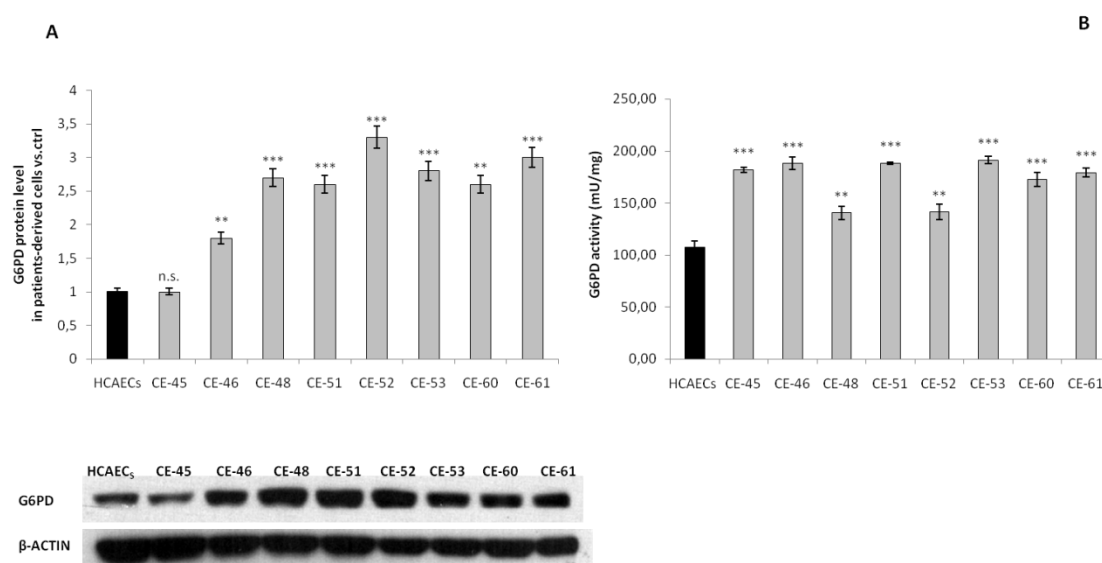 A
B
G6PD protein level
in patients-derived cells vs.ctrl
4
3,5
3
2,5
2
1,5
1
0,5
0
n.s.
**
***
***
***
***
**
***
HCAECs CE-45 CE-46 CE-48 CE-51 CE-52 CE-53 CE-60 CE-61
G6PD activity (mU/mg)
250,00
200,00
150,00
100,00
50,00
0,00
***
***
**
***
**
***
***
***
HCAECs CE-45 CE-46 CE-48 CE-51 CE-52 CE-53 CE-60 CE-61
HCAECs CE-45 CE-46 CE-48 CE-51 CE-52 CE-53 CE-60 CE-61
G6PD
β-ACTIN